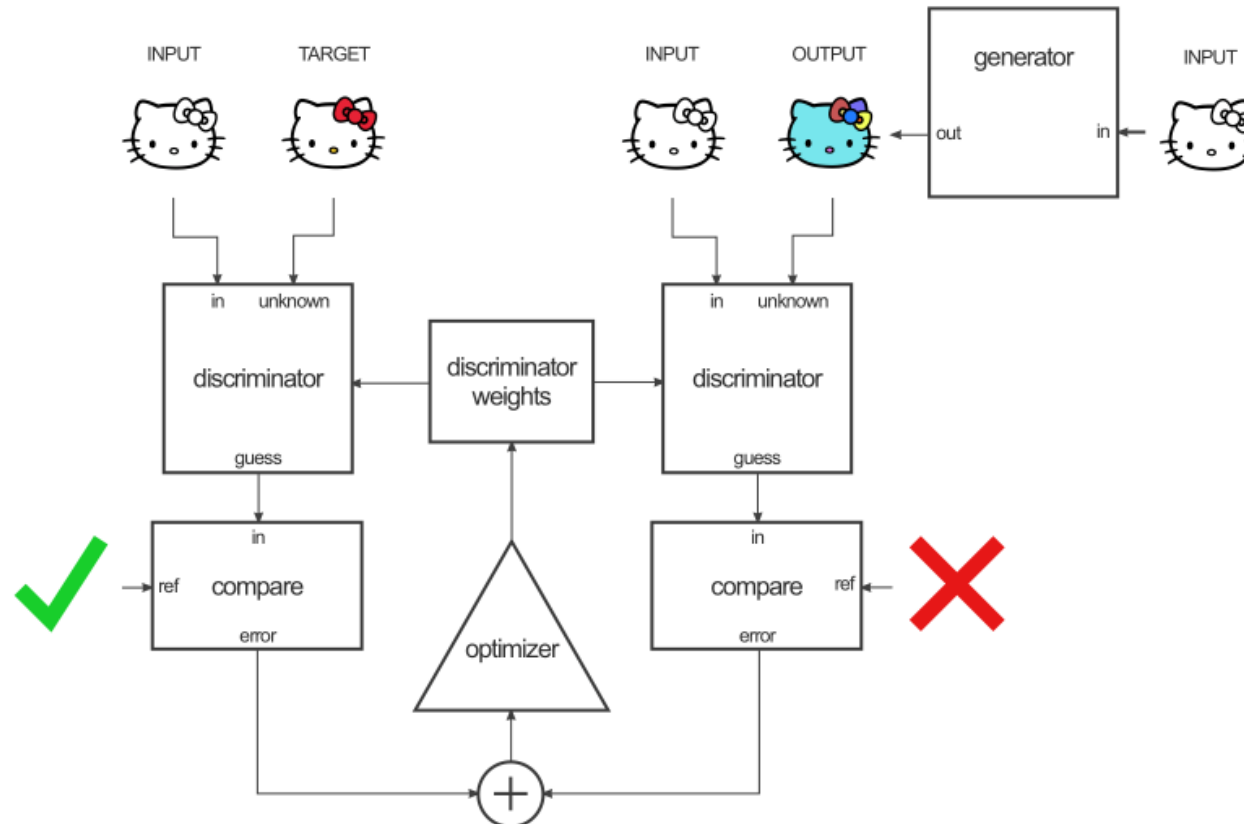 INPUT
TARGET
INPUT
OUTPUT
generator
INPUT
out
in
in
unknown
in
unknown
discriminator
discriminator
weights
discriminator
guess
guess
in
in
ref
compare
compare
ref
error
error
optimizer
+